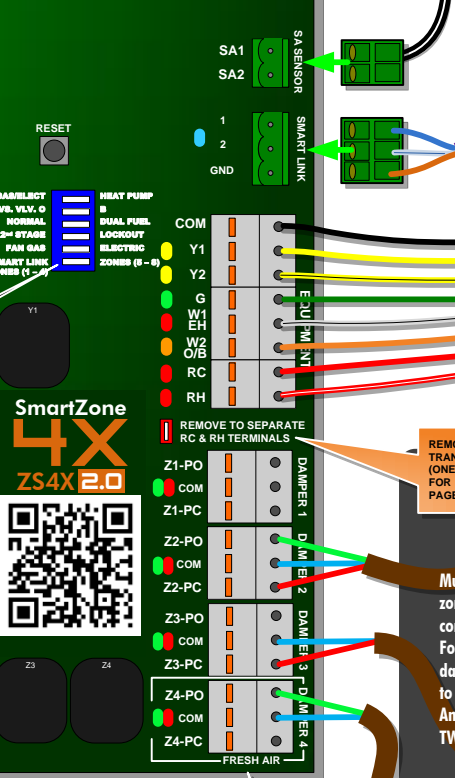 SA1
SA2
SA SENSOR
RESET
1
2
GND
SMART LINK
GAS/ELECT
HEAT PUMP
VS. VLV. O
B
NORMAL
DUAL FUEL
2nd STAGE
LOCKOUT
FAN GAS
ELECTRIC
SMART LINK
ZONES (1 – 4)
ZONES (5 – 8)
COM
Y1
Y2
G
W1
EH
W2
O/B
RC
RH
EQUIPMENT
Y1
SmartZone
4X
ZS4X 2.0
REMOVE TO SEPARATE
RC & RH TERMINALS
Z1-PO
COM
Z1-PC
DAMPER 1
Z2-PO
COM
Z2-PC
DAMPER 2
Z3-PO
COM
Z3-PC
DAMPER 3
Z4-PO
COM
Z4-PC
DAMPER 4
FRESH AIR
Z3
Z4
(ONE
FOR
to